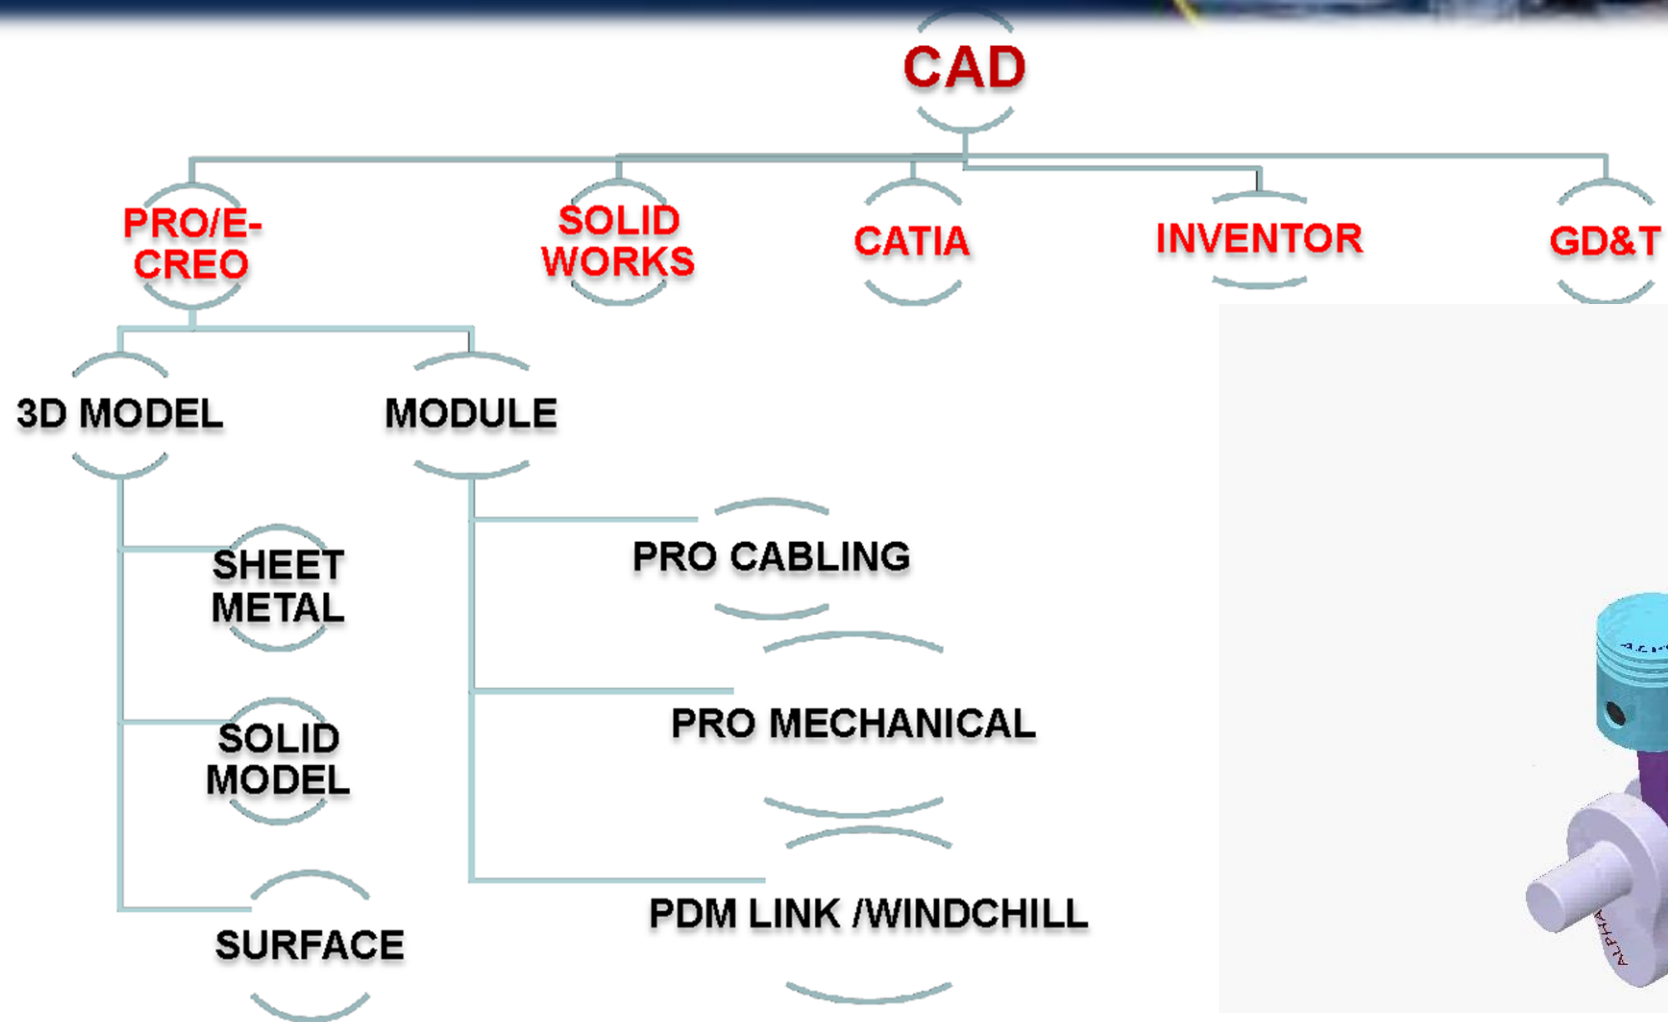 CAD
PRO/E-
CREO
SOLID
WORKS
CATIA
INVENTOR
GD&T
3D MODEL
MODULE
SHEET
METAL
SOLID
MODEL
SURFACE
PRO CABLING
PRO MECHANICAL
PDM LINK /WINDCHILL
ALPHA